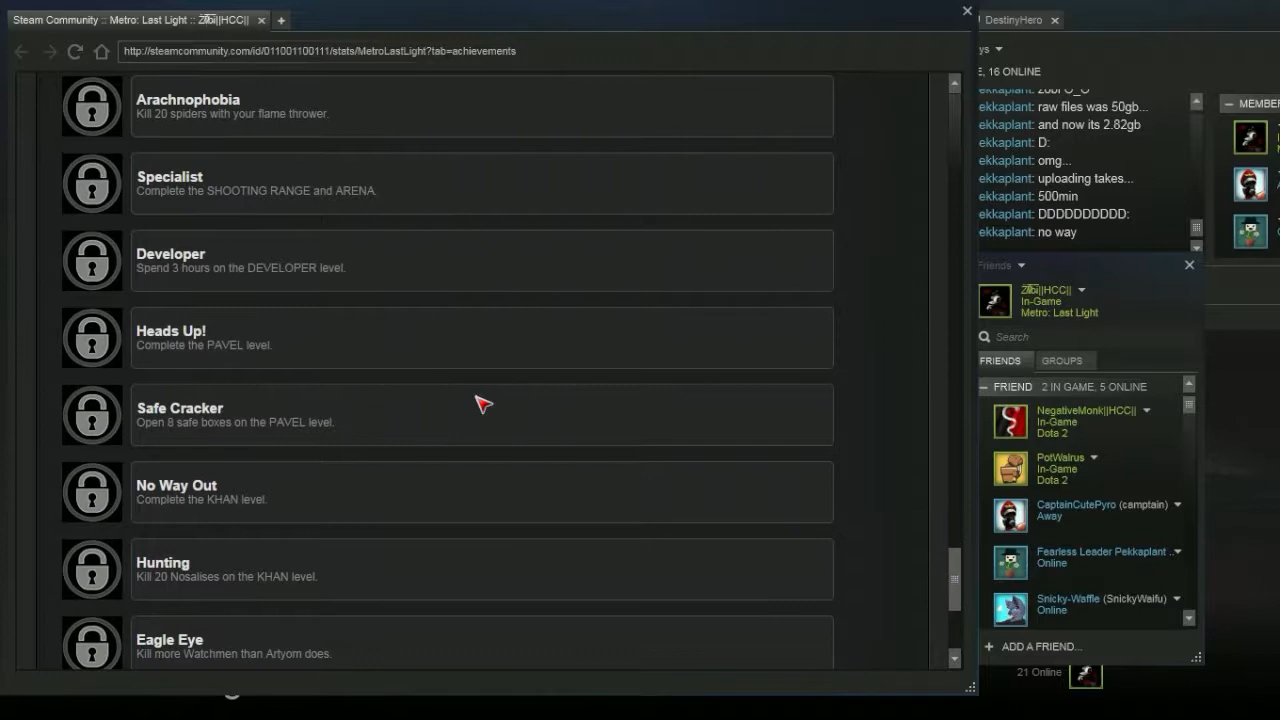 Steam Community :: Metro: Last Light ::
http://steamcommunity.com/id/011001100111/stats/MetroLastLight?tab=achievements
Arachnophobia
Kill 20 spiders with your flame thrower.
Specialist
Complete the SHOOTING RANGE and ARENA.
Developer
Spend 3 hours on the DEVELOPER level.
Heads Up!
Complete the PAVEL level.
Safe Cracker
Open 8 safe boxes on the PAVEL level.
No Way Out
Complete the KHAN level.
Hunting
Kill 20 Nosalises on the KHAN level.
Eagle Eye
Kill more Watchmen than Artyom does.
DestinyHero
ys
E, 16 ONLINE
ekkaplant: raw files was 50gb...
ekkaplant: and now its 2.82gb
ekkaplant: D:
ekkaplant: omg...
ekkaplant: uploading takes...
ekkaplant: 500min
ekkaplant: DDDDDDDDDD:
ekkaplant: no way
MEMBE
Friends
||HCC||
In-Game
Metro: Last Light
Search
FRIENDS GROUPS
FRIEND 2 IN GAME, 5 ONLINE
NegativeMonk||HCC||
In-Game
Dota 2
PotWalrus
In-Game
Dota 2
CaptainCutePyro (camptain)
Away
Fearless Leader Pekkaplant ..
Online
Snicky-Waffle (SnickyWaifu)
Online
ADD A FRIEND...
21 Online